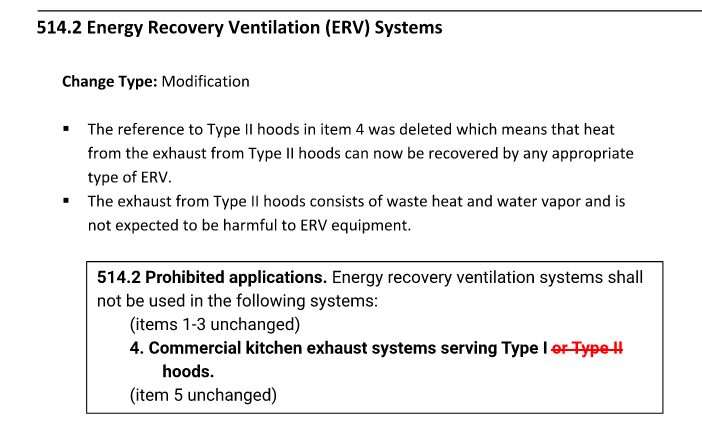 514.2 Energy Recovery Ventilation (ERV) Systems
Change Type: Modification
▪ The reference to Type II hoods in item 4 was deleted which means that heat
from the exhaust from Type II hoods can now be recovered by any appropriate
type of ERV.
▪ The exhaust from Type II hoods consists of waste heat and water vapor and is
not expected to be harmful to ERV equipment.
514.2 Prohibited applications. Energy recovery ventilation systems shall
not be used in the following systems:
(items 1-3 unchanged)
4. Commercial kitchen exhaust systems serving Type I or Type II
hoods.
(item 5 unchanged)